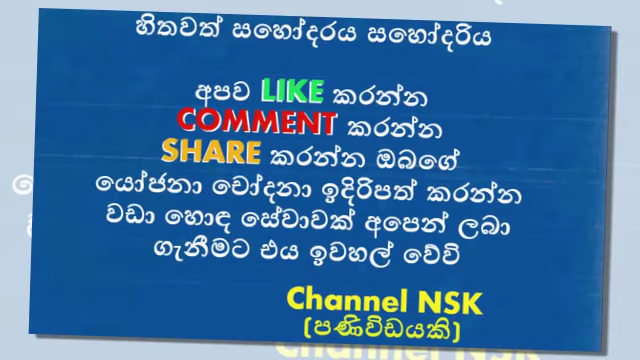 හිතවත් සහෝදරය සහෝදරිය
අපව LIKE කරන්න
COMMENT කරන්න
SHARE කරන්න ඔබගේ
යෝජනා චෝදනා ඉදිරිපත් කරන්න
වඩා හොඳ සේවාවක් අපෙන් ලබා
ගැනීමට එය ඉවහල් වේවි
Channel NSK
(පණිවිඩයකි)